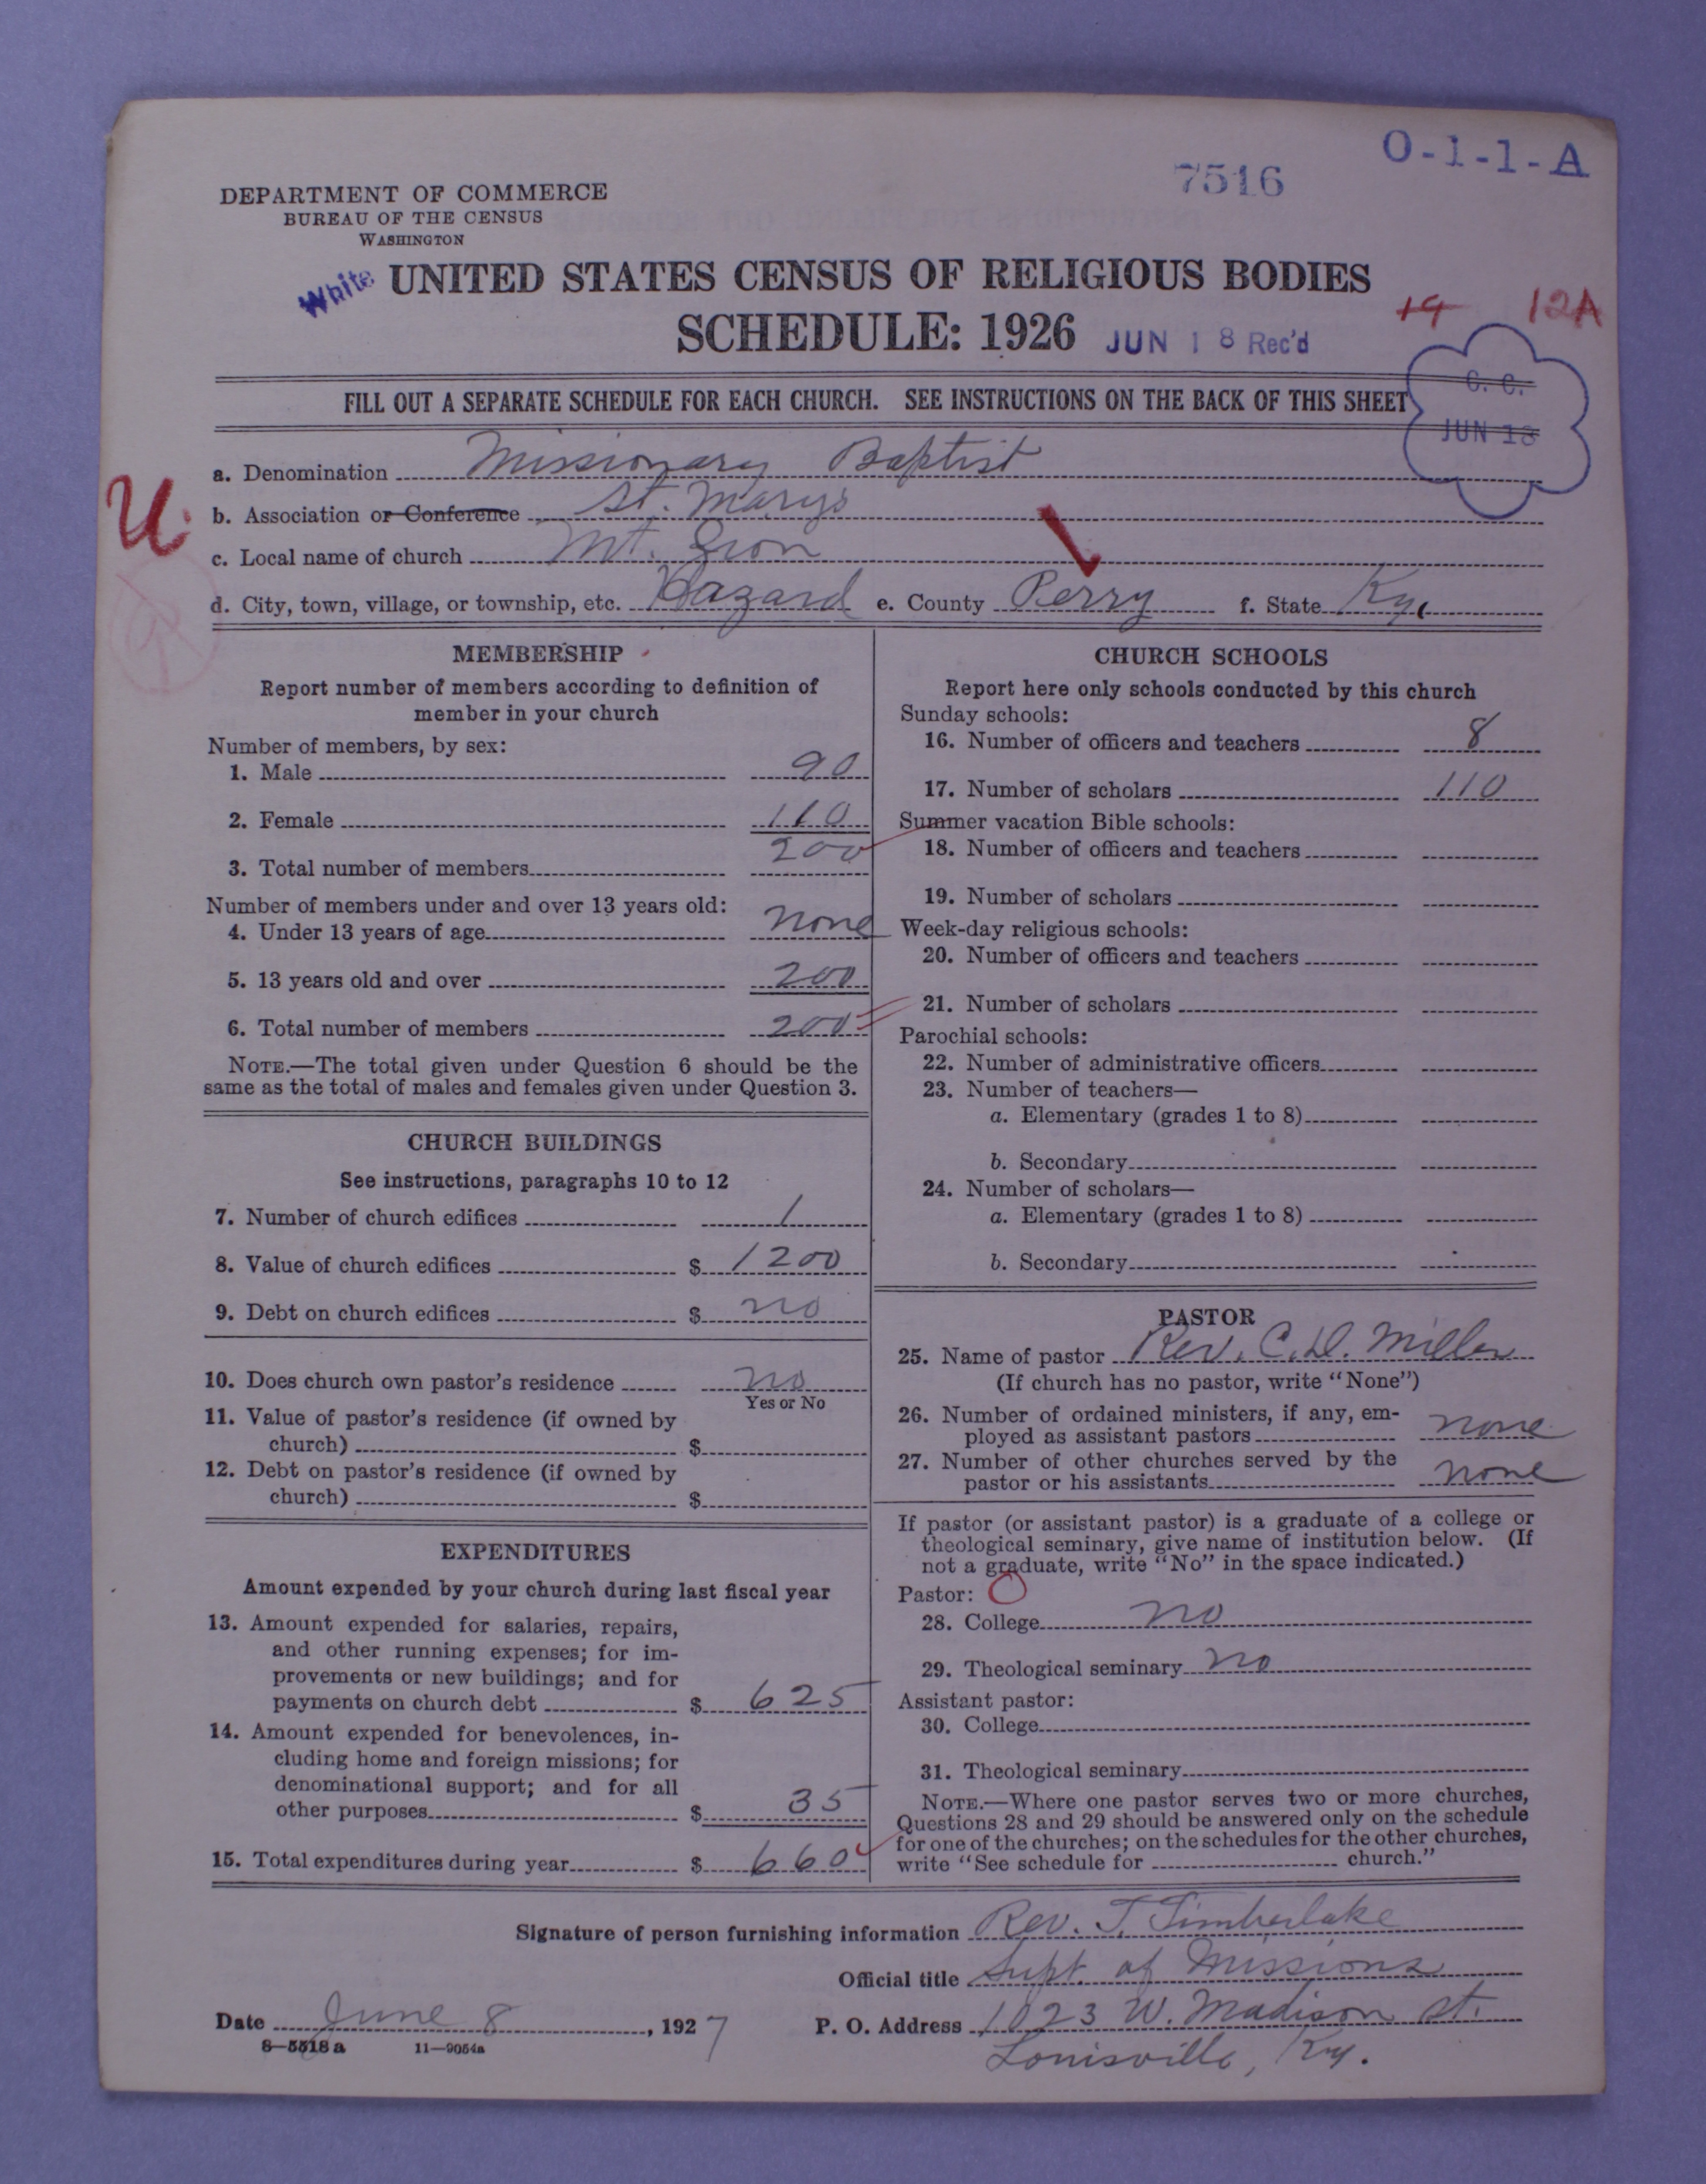 O-1-1-A
7516
DEPARTMENT OF COMMERCE
BUREAU OF THE CENSUS
WASHINGTON
White
UNITED STATES CENSUS OF RELIGIOUS BODIES
19 12A
SCHEDULE: 1926 JUN 18 Rec'd
C. C.
JUN 18
FILL OUT A SEPARATE SCHEDULE FOR EACH CHURCH. SEE INSTRUCTIONS ON THE BACK OF THIS SHEET
U
a. Denomination Missionary Baptist
b. Association or Conference St. Marys
c. Local name of church Mt. Zion
d. City, town, village, or township, etc. Hazard e. County Perry f. State Ky.
MEMBERSHIP
Report number of members according to definition of
member in your church
Number of members, by sex:
1. Male 90
2. Female 110
3. Total number of members 200
Number of members under and over 13 years old:
4. Under 13 years of age none
5. 13 years old and over 200
6. Total number of members 200
NOTE.—The total given under Question 6 should be the
same as the total of males and females given under Question 3.
CHURCH BUILDINGS
See instructions, paragraphs 10 to 12
7. Number of church edifices 1
8. Value of church edifices $ 1200
9. Debt on church edifices $ no
10. Does church own pastor's residence no
Yes or No
11. Value of pastor's residence (if owned by
church) $
12. Debt on pastor's residence (if owned by
church) $
EXPENDITURES
Amount expended by your church during last fiscal year
13. Amount expended for salaries, repairs,
and other running expenses; for im-
provements or new buildings; and for
payments on church debt $ 625
14. Amount expended for benevolences, in-
cluding home and foreign missions; for
denominational support; and for all
other purposes $ 35
15. Total expenditures during year $ 660
CHURCH SCHOOLS
Report here only schools conducted by this church
Sunday schools:
16. Number of officers and teachers 8
17. Number of scholars 110
Summer vacation Bible schools:
18. Number of officers and teachers
19. Number of scholars
Week-day religious schools:
20. Number of officers and teachers
21. Number of scholars
Parochial schools:
22. Number of administrative officers
23. Number of teachers—
a. Elementary (grades 1 to 8)
b. Secondary
24. Number of scholars—
a. Elementary (grades 1 to 8)
b. Secondary
PASTOR
25. Name of pastor Rev. C. D. Miller
(If church has no pastor, write "None")
26. Number of ordained ministers, if any, em-
ployed as assistant pastors none
27. Number of other churches served by the
pastor or his assistants none
If pastor (or assistant pastor) is a graduate of a college or
theological seminary, give name of institution below. (If
not a graduate, write "No" in the space indicated.)
Pastor:
28. College no
29. Theological seminary no
Assistant pastor:
30. College
31. Theological seminary
NOTE.—Where one pastor serves two or more churches,
Questions 28 and 29 should be answered only on the schedule
for one of the churches; on the schedules for the other churches,
write "See schedule for church."
Signature of person furnishing information Rev. T. Timberlake
Official title Supt. of Missions
Date June 8, 1927 P. O. Address 1023 W. Madison St.
8-5518a 11-9054a
Louisville, Ky.